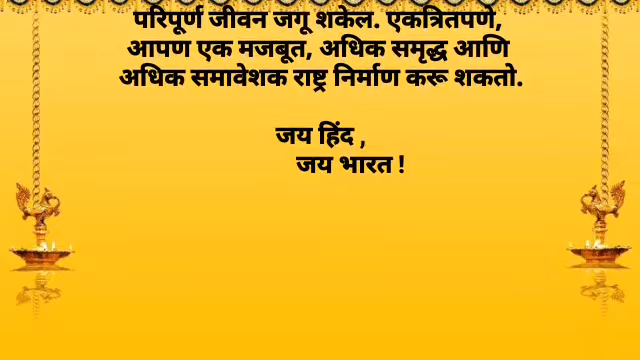 परिपूर्ण जीवन जगू शकेल. एकत्रितपणे,
आपण एक मजबूत, अधिक समृद्ध आणि
अधिक समावेशक राष्ट्र निर्माण करू शकतो.
जय हिंद ,
जय भारत !